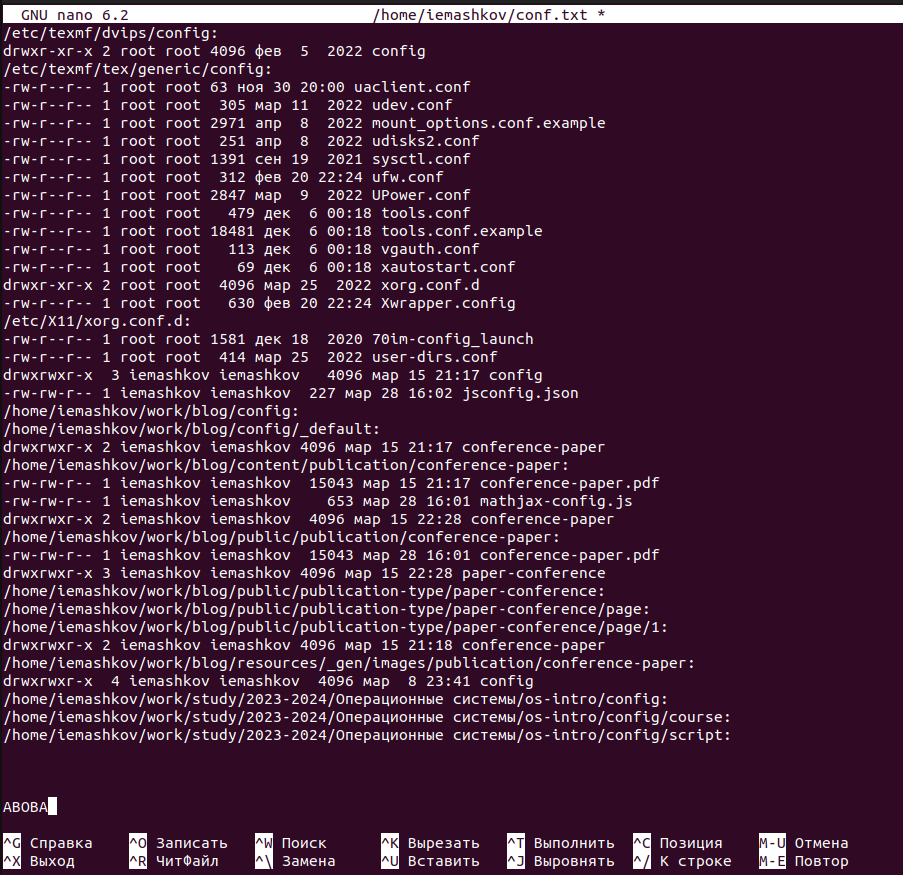 GNU nano 6.2 /home/iemashkov/conf.txt *
/etc/texmf/dvips/config:
drwxr-xr-x 2 root root 4096 фев  5  2022 config
/etc/texmf/tex/generic/config:
-rw-r--r-- 1 root root 63 ноя 30 20:00 uaclient.conf
-rw-r--r-- 1 root root  305 мар 11  2022 udev.conf
-rw-r--r-- 1 root root 2971 апр  8  2022 mount_options.conf.example
-rw-r--r-- 1 root root  251 апр  8  2022 udisks2.conf
-rw-r--r-- 1 root root 1391 сен 19  2021 sysctl.conf
-rw-r--r-- 1 root root  312 фев 20 22:24 ufw.conf
-rw-r--r-- 1 root root 2847 мар  9  2022 UPower.conf
-rw-r--r-- 1 root root   479 дек  6 00:18 tools.conf
-rw-r--r-- 1 root root 18481 дек  6 00:18 tools.conf.example
-rw-r--r-- 1 root root   113 дек  6 00:18 vgauth.conf
-rw-r--r-- 1 root root    69 дек  6 00:18 xautostart.conf
drwxr-xr-x 2 root root  4096 мар 25  2022 xorg.conf.d
-rw-r--r-- 1 root root   630 фев 20 22:24 Xwrapper.config
/etc/X11/xorg.conf.d:
-rw-r--r-- 1 root root 1581 дек 18  2020 70im-config_launch
-rw-r--r-- 1 root root  414 мар 25  2022 user-dirs.conf
drwxrwxr-x  3 iemashkov iemashkov   4096 мар 15 21:17 config
-rw-rw-r-- 1 iemashkov iemashkov  227 мар 28 16:02 jsconfig.json
/home/iemashkov/work/blog/config:
/home/iemashkov/work/blog/config/_default:
drwxrwxr-x 2 iemashkov iemashkov 4096 мар 15 21:17 conference-paper
/home/iemashkov/work/blog/content/publication/conference-paper:
-rw-rw-r-- 1 iemashkov iemashkov  15043 мар 15 21:17 conference-paper.pdf
-rw-rw-r-- 1 iemashkov iemashkov    653 мар 28 16:01 mathjax-config.js
drwxrwxr-x 2 iemashkov iemashkov  4096 мар 15 22:28 conference-paper
/home/iemashkov/work/blog/public/publication/conference-paper:
-rw-rw-r-- 1 iemashkov iemashkov  15043 мар 28 16:01 conference-paper.pdf
drwxrwxr-x 3 iemashkov iemashkov 4096 мар 15 22:28 paper-conference
/home/iemashkov/work/blog/public/publication-type/paper-conference:
/home/iemashkov/work/blog/public/publication-type/paper-conference/page:
/home/iemashkov/work/blog/public/publication-type/paper-conference/page/1:
drwxrwxr-x 2 iemashkov iemashkov 4096 мар 15 21:18 conference-paper
/home/iemashkov/work/blog/resources/_gen/images/publication/conference-paper:
drwxrwxr-x  4 iemashkov iemashkov  4096 мар  8 23:41 config
/home/iemashkov/work/study/2023-2024/Операционные системы/os-intro/config:
/home/iemashkov/work/study/2023-2024/Операционные системы/os-intro/config/course:
/home/iemashkov/work/study/2023-2024/Операционные системы/os-intro/config/script:
ABOBA
^G Справка ^O Записать ^W Поиск ^K Вырезать ^T Выполнить ^C Позиция M-U Отмена
^X Выход ^R ЧитФайл ^\ Замена ^U Вставить ^J Выровнять ^/ К строке M-E Повтор